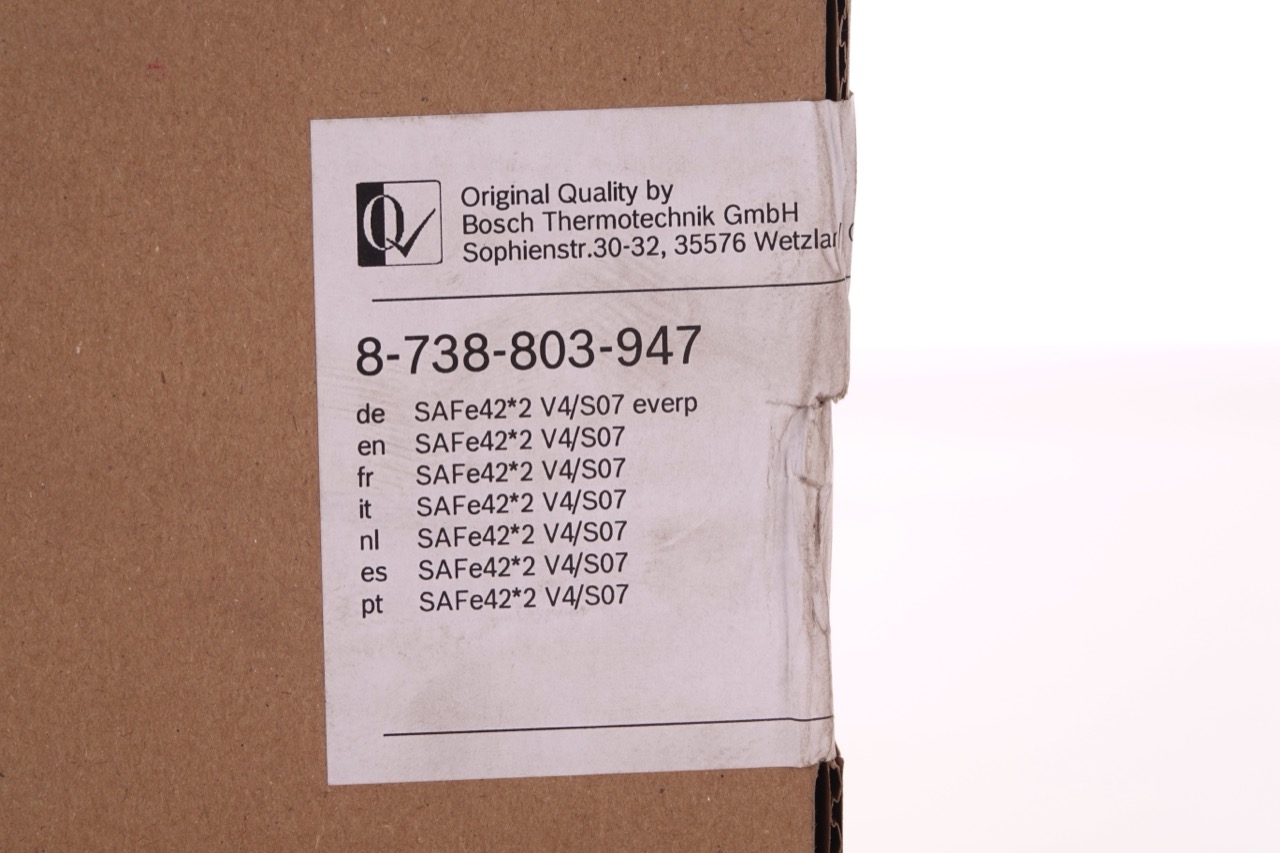 Original Quality by
Bosch Thermotechnik GmbH
Sophienstr.30-32, 35576 Wetzlar
8-738-803-947
de SAFe42*2 V4/S07 everp
en SAFe42*2 V4/S07
fr SAFe42*2 V4/S07
it SAFe42*2 V4/S07
nl SAFe42*2 V4/S07
es SAFe42*2 V4/S07
pt SAFe42*2 V4/S07